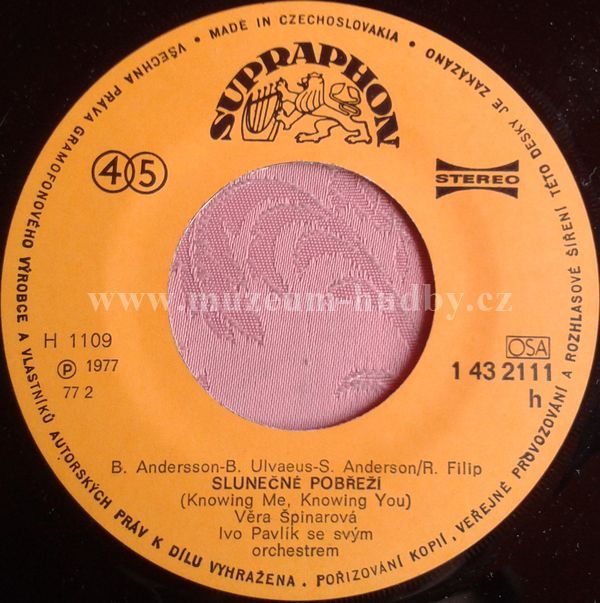 VŠECHNA PRÁVA GRAMOFONOVÉHO VÝROBCE A VLASTNÍKŮ AUTORSKÝCH PRÁV K DÍLU VYHRAŽENA. POŘIZOVÁNÍ KOPIÍ, VEŘEJNÉ PROVOZOVÁNÍ A ROZHLASOVÉ ŠÍŘENÍ TÉTO DESKY JE ZAKÁZÁNO • MADE IN CZECHOSLOVAKIA •
SUPRAPHON
45
STEREO
www.muzeum-hudby.cz
H 1109
Ⓟ 1977
77 2
OSA
1 43 2111
h
B. Andersson-B. Ulvaeus-S. Anderson/R. Filip
SLUNEČNÉ POBŘEŽÍ
(Knowing Me, Knowing You)
Věra Špinarová
Ivo Pavlík se svým
orchestrem